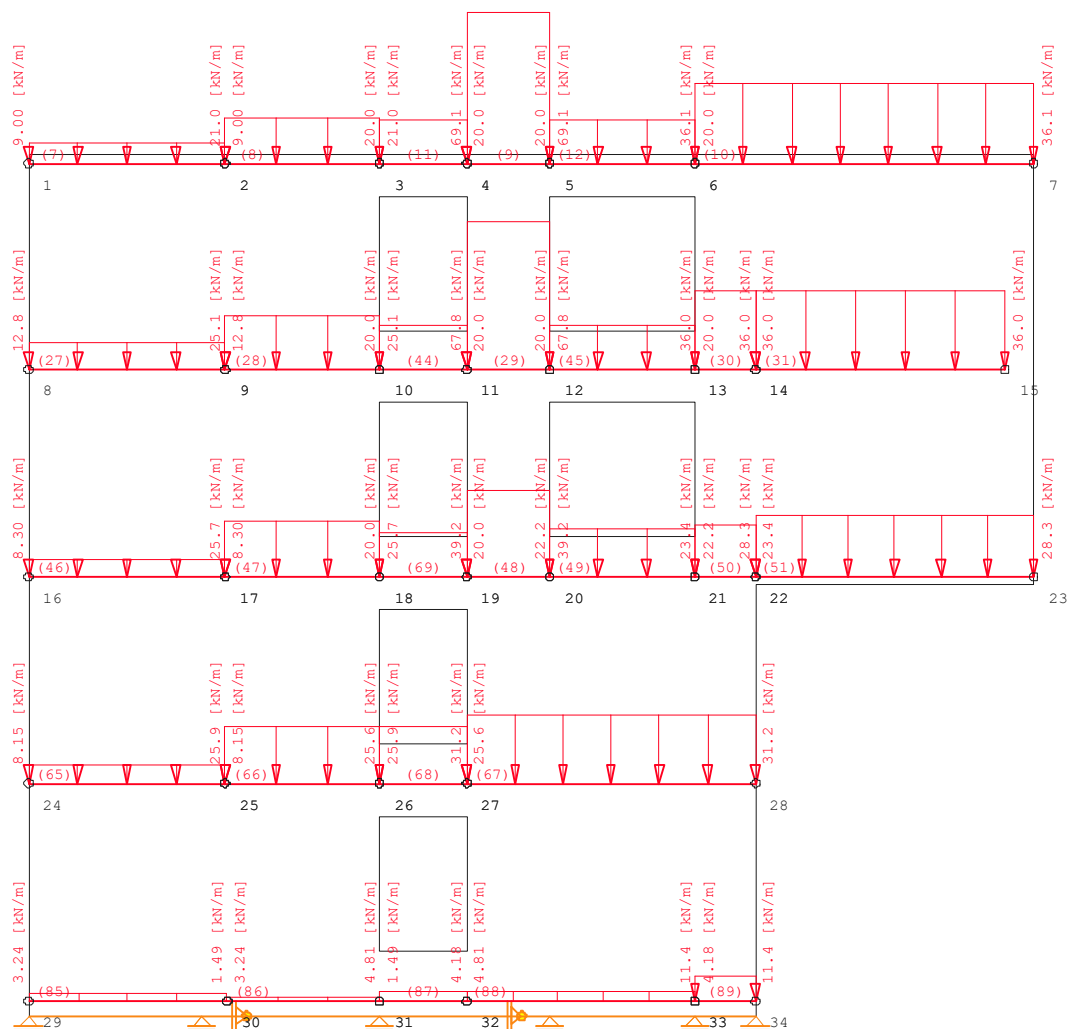 9.00 [kN/m] 21.0 [kN/m] 9.00 [kN/m] 20.0 [kN/m] 21.0 [kN/m] 69.1 [kN/m] 20.0 [kN/m] 20.0 [kN/m] 69.1 [kN/m] 36.1 [kN/m] 20.0 [kN/m] 36.1 [kN/m]
(7) (8) (11) (9) (12) (10)
1 2 3 4 5 6 7
12.8 [kN/m] 25.1 [kN/m] 12.8 [kN/m] 20.0 [kN/m] 25.1 [kN/m] 67.8 [kN/m] 20.0 [kN/m] 20.0 [kN/m] 67.8 [kN/m] 36.0 [kN/m] 20.0 [kN/m] 36.0 [kN/m] 36.0 [kN/m] 36.0 [kN/m]
(27) (28) (44) (29) (45) (30) (31)
8 9 10 11 12 13 14 15
8.30 [kN/m] 25.7 [kN/m] 8.30 [kN/m] 20.0 [kN/m] 25.7 [kN/m] 39.2 [kN/m] 20.0 [kN/m] 22.2 [kN/m] 39.2 [kN/m] 23.4 [kN/m] 22.2 [kN/m] 28.3 [kN/m] 23.4 [kN/m] 28.3 [kN/m]
(46) (47) (69) (48) (49) (50) (51)
16 17 18 19 20 21 22 23
8.15 [kN/m] 25.9 [kN/m] 8.15 [kN/m] 25.6 [kN/m] 25.9 [kN/m] 31.2 [kN/m] 25.6 [kN/m] 31.2 [kN/m]
(65) (66) (68) (67)
24 25 26 27 28
3.24 [kN/m] 1.49 [kN/m] 3.24 [kN/m] 4.81 [kN/m] 1.49 [kN/m] 4.18 [kN/m] 4.81 [kN/m] 11.4 [kN/m] 4.18 [kN/m] 11.4 [kN/m]
(85) (86) (87) (88) (89)
29 30 31 32 33 34